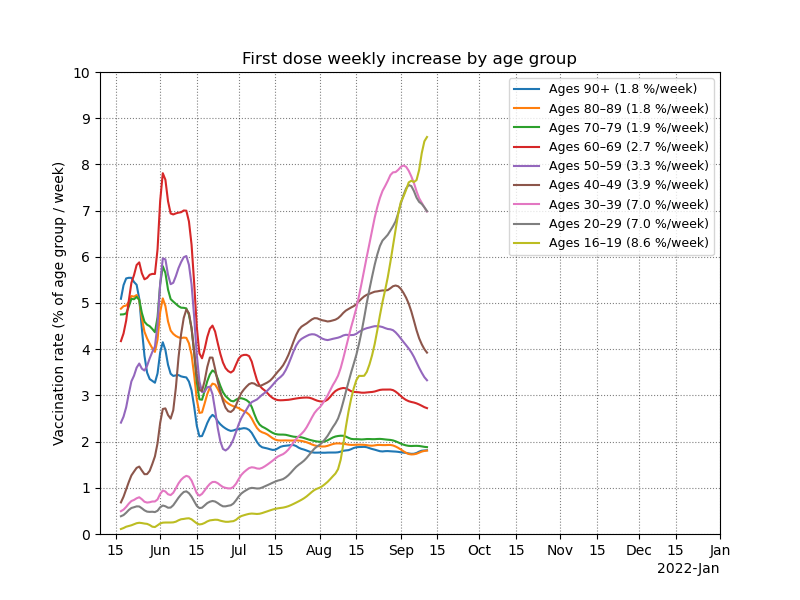 First dose weekly increase by age group
Vaccination rate (% of age group / week)
10
9
8
7
6
5
4
3
2
1
0
Ages 90+ (1.8 %/week)
Ages 80–89 (1.8 %/week)
Ages 70–79 (1.9 %/week)
Ages 60–69 (2.7 %/week)
Ages 50–59 (3.3 %/week)
Ages 40–49 (3.9 %/week)
Ages 30–39 (7.0 %/week)
Ages 20–29 (7.0 %/week)
Ages 16–19 (8.6 %/week)
15 Jun 15 Jul 15 Aug 15 Sep 15 Oct 15 Nov 15 Dec 15 Jan
2022-Jan